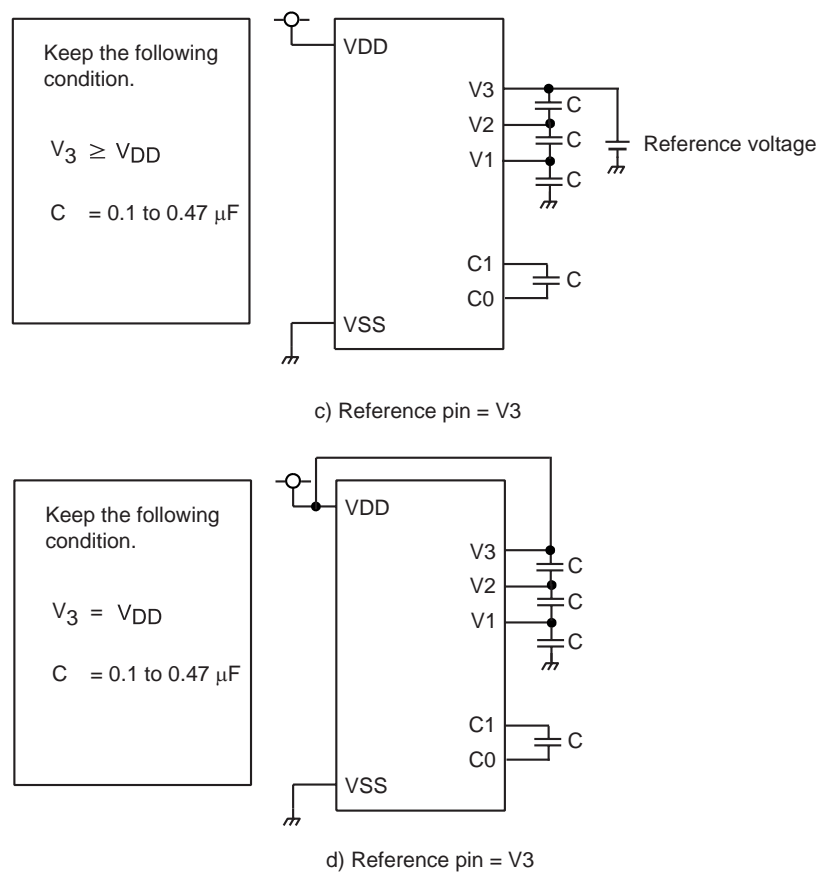 Keep the following
condition.
V3 ≥ VDD
C = 0.1 to 0.47 μF
VDD
V3
V2
V1
C
C
C
Reference voltage
C1
C0
C
VSS
c) Reference pin = V3
Keep the following
condition.
V3 = VDD
C = 0.1 to 0.47 μF
VDD
V3
V2
V1
C
C
C
C1
C0
C
VSS
d) Reference pin = V3